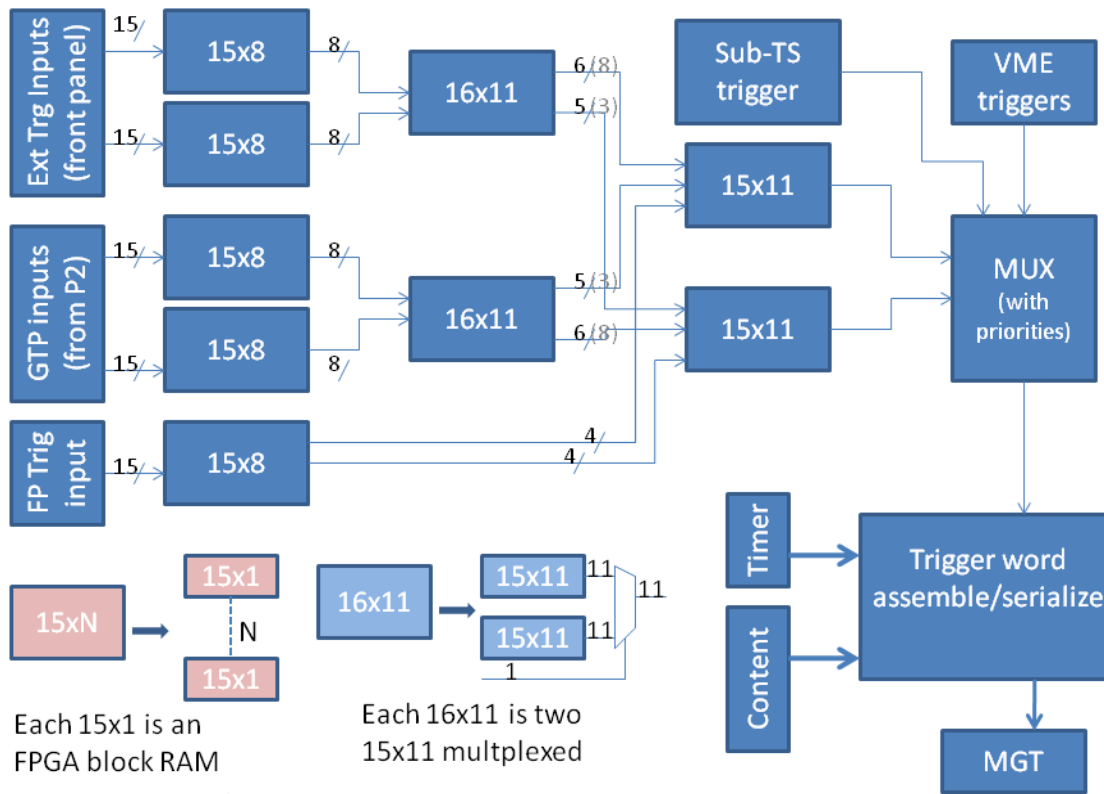 Ext Trg Inputs
(front panel)
15
15
15x8
15x8
8
8
16x11
6(8)
5(3)
Sub-TS
trigger
VME
triggers
15x11
GTP inputs
(from P2)
15
15
15x8
15x8
8
8
16x11
5(3)
6(8)
15x11
MUX
(with
priorities)
FP Trig
input
15
15x8
4
4
Timer
Content
Trigger word
assemble/serialize
MGT
15xN
15x1
N
15x1
Each 15x1 is an
FPGA block RAM
16x11
15x11
11
15x11
11
11
1
Each 16x11 is two
15x11 multplexed